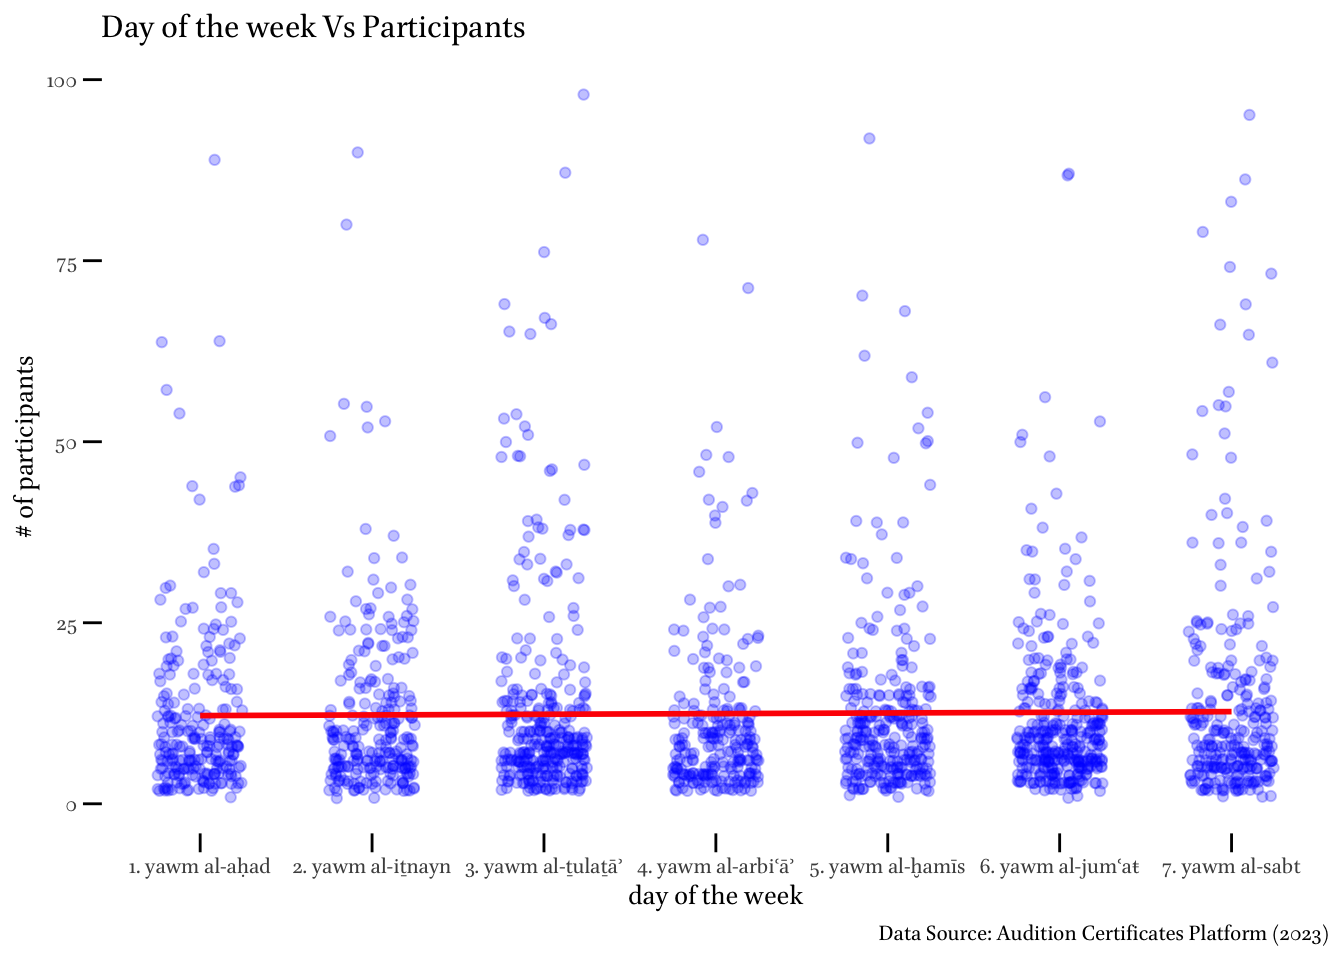 Day of the week Vs Participants
100
75
50
25
0
# of participants
1. yawm al-aḥad
2. yawm al-iṯnayn
3. yawm al-ṯulaṯāʾ
4. yawm al-arbiʿāʾ
5. yawm al-ḫamīs
6. yawm al-jumʿaŧ
7. yawm al-sabt
day of the week
Data Source: Audition Certificates Platform (2023)